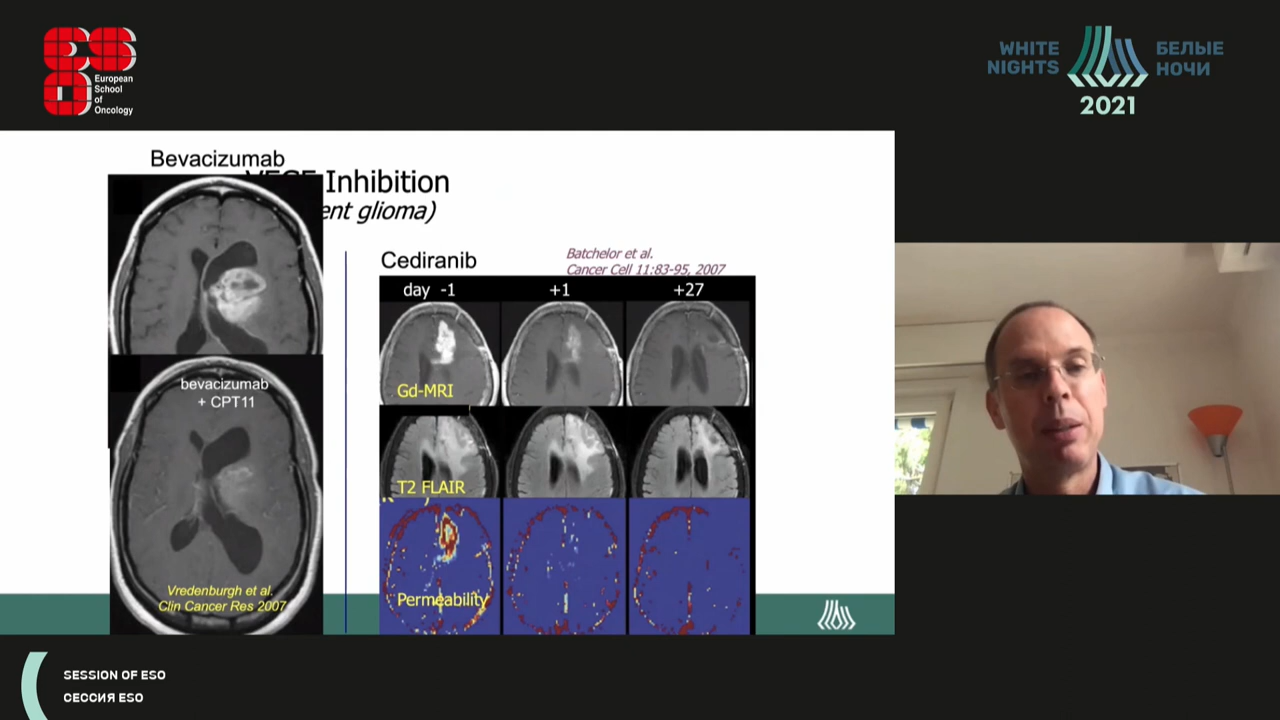 European
School
of
Oncology
WHITE
NIGHTS
БЕЛЫЕ
НОЧИ
2021
Bevacizumab
Inhibition
ent glioma)
bevacizumab
+ CPT11
Vredenburgh et al.
Clin Cancer Res 2007
Cediranib
Batchelor et al.
Cancer Cell 11:83-95, 2007
day -1 +1 +27
Gd-MRI
T2 FLAIR
Permeability
SESSION OF ESO
СЕССИЯ ESO